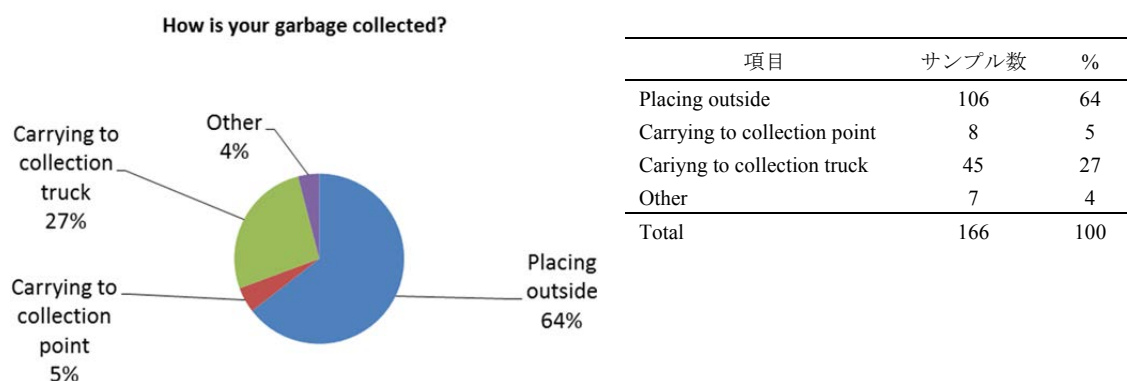 How is your garbage collected?
Other
4%
Carrying to
collection
truck
27%
Carrying to
collection
point
5%
Placing
outside
64%
項目 サンプル数 %
Placing outside 106 64
Carrying to collection point 8 5
Cariyng to collection truck 45 27
Other 7 4
Total 166 100